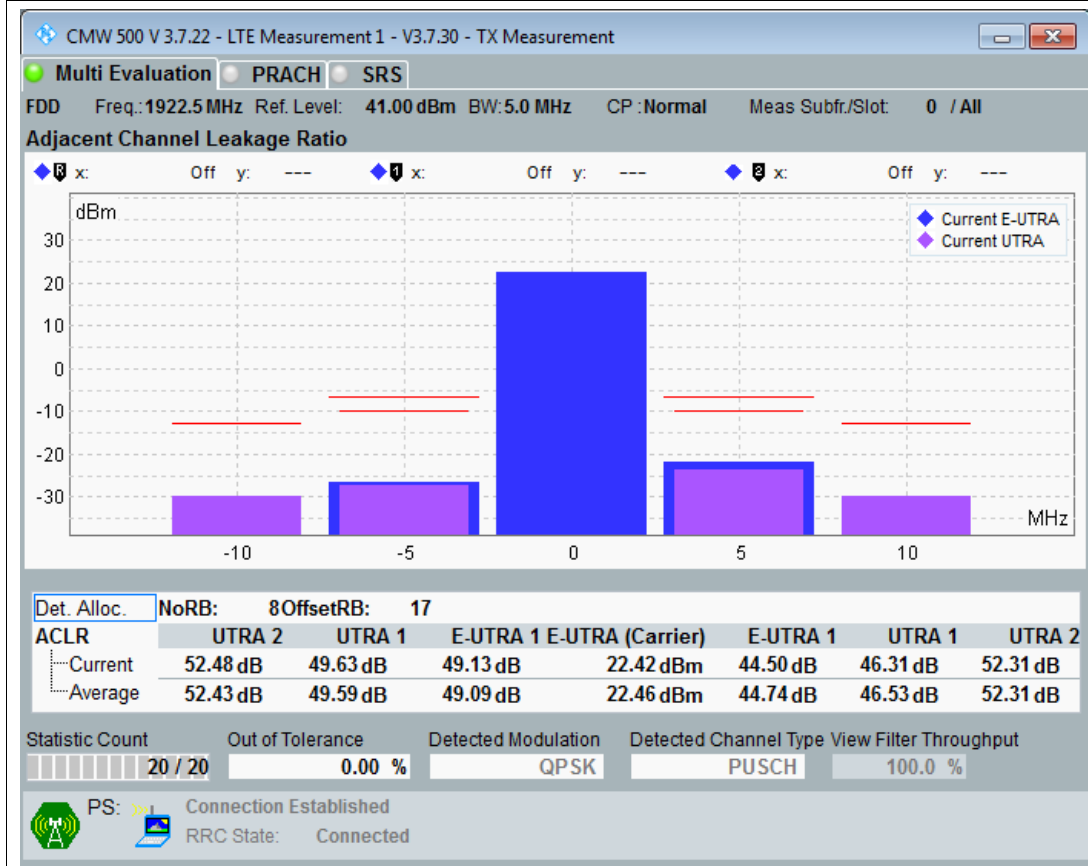 CMW 500 V 3.7.22 - LTE Measurement 1 - V3.7.30 - TX Measurement
Multi Evaluation PRACH SRS
FDD Freq.: 1922.5 MHz Ref. Level: 41.00 dBm BW: 5.0 MHz CP : Normal Meas Subfr./Slot: 0 / All
Adjacent Channel Leakage Ratio
R x: Off y: --- 1 x: Off y: --- 2 x: Off y: ---
dBm
Current E-UTRA
Current UTRA
30
20
10
0
-10
-20
-30
MHz
-10 -5 0 5 10
Det. Alloc. NoRB: 8 OffsetRB: 17
ACLR UTRA 2 UTRA 1 E-UTRA 1 E-UTRA (Carrier) E-UTRA 1 UTRA 1 UTRA 2
Current 52.48 dB 49.63 dB 49.13 dB 22.42 dBm 44.50 dB 46.31 dB 52.31 dB
Average 52.43 dB 49.59 dB 49.09 dB 22.46 dBm 44.74 dB 46.53 dB 52.31 dB
Statistic Count Out of Tolerance Detected Modulation Detected Channel Type View Filter Throughput
20 / 20 0.00 % QPSK PUSCH 100.0 %
PS: Connection Established
RRC State: Connected